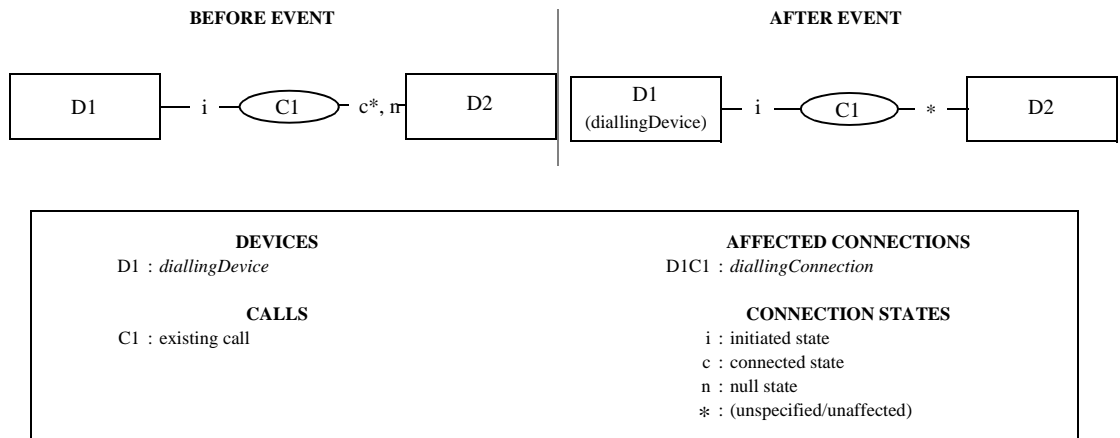 BEFORE EVENT
AFTER EVENT
D1 i C1 c*, n D2
D1
(diallingDevice)
i C1 * D2
DEVICES
D1 : diallingDevice
CALLS
C1 : existing call
AFFECTED CONNECTIONS
D1C1 : diallingConnection
CONNECTION STATES
i : initiated state
c : connected state
n : null state
* : (unspecified/unaffected)